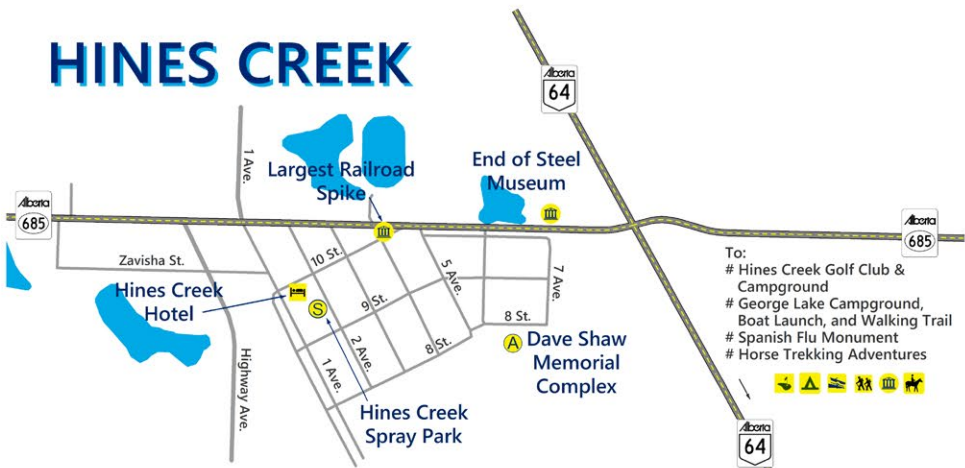 HINES CREEK
Alberta
64
1 Ave.
Largest Railroad
Spike
End of Steel
Museum
Alberta
685
Alberta
685
Zavisha St.
10 St.
5 Ave.
7 Ave.
Hines Creek
Hotel
S
9 St.
8 St.
8 St.
2 Ave.
1 Ave.
Highway Ave.
A Dave Shaw
Memorial
Complex
Hines Creek
Spray Park
To:
# Hines Creek Golf Club &
Campground
# George Lake Campground,
Boat Launch, and Walking Trail
# Spanish Flu Monument
# Horse Trekking Adventures
Alberta
64